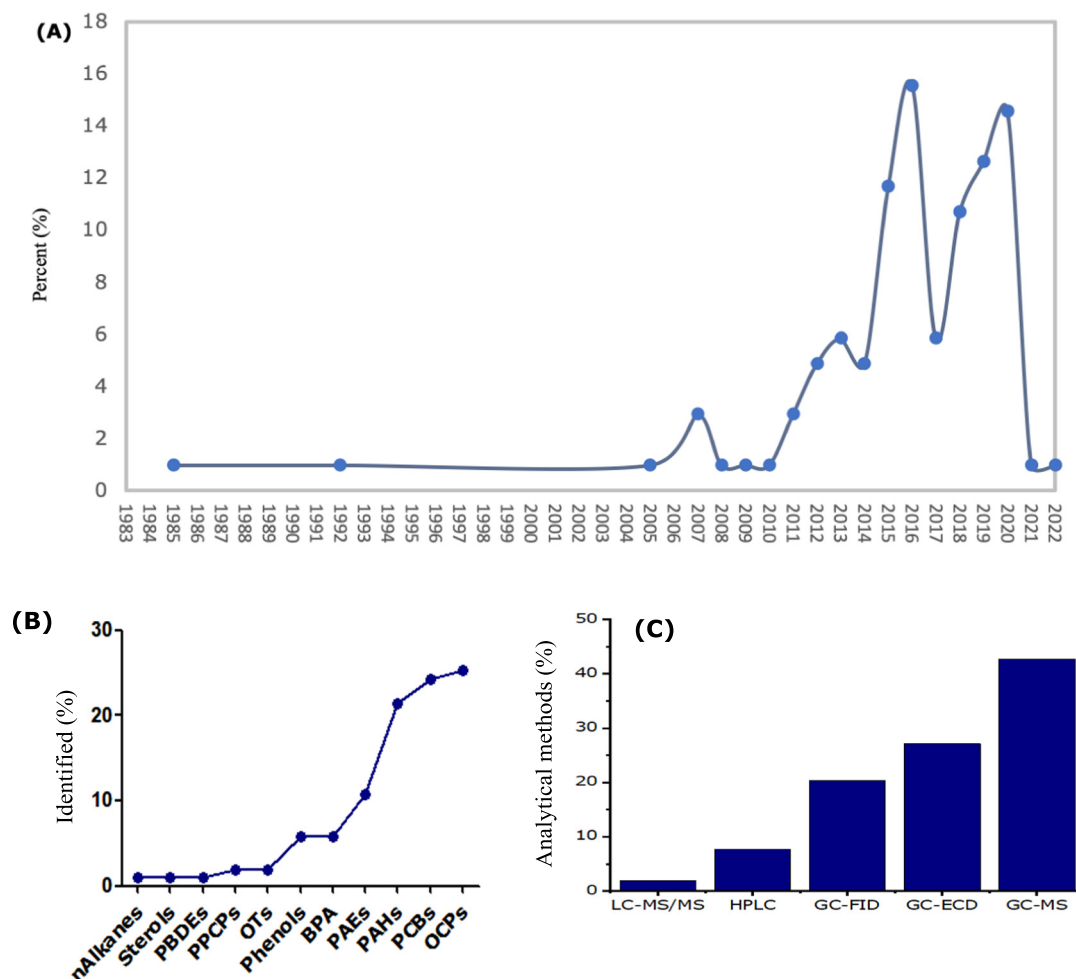 (A)
18
16
14
12
10
8
6
4
2
0
Percent (%)
1983 1984 1985 1986 1987 1988 1989 1990 1991 1992 1993 1994 1995 1996 1997 1998 1999 2000 2001 2002 2003 2004 2005 2006 2007 2008 2009 2010 2011 2012 2013 2014 2015 2016 2017 2018 2019 2020 2021 2022
(B)
30
20
10
0
Identified (%)
nAlkanes Sterols PBDEs PPCPs OTs Phenols BPA PAEs PAHs PCBs OCPs
(C)
50
40
30
20
10
0
Analytical methods (%)
LC-MS/MS HPLC GC-FID GC-ECD GC-MS